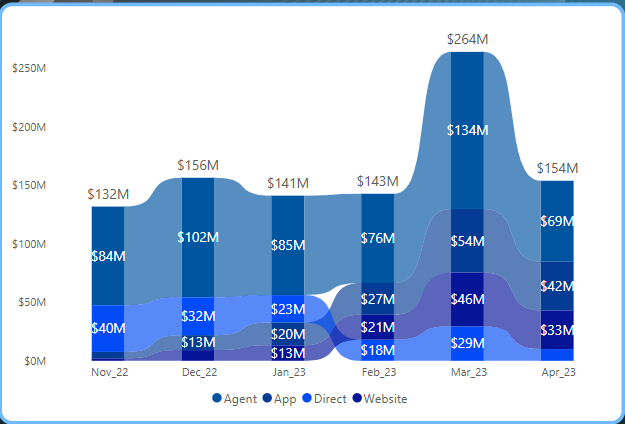 $264M
$250M
$200M
$156M
$154M
$150M
$132M
$141M
$143M
$134M
$100M
$84M
$102M
$85M
$76M
$54M
$69M
$50M
$40M
$32M
$23M
$27M
$46M
$42M
$13M
$20M
$21M
$33M
$13M
$18M
$29M
$0M
Nov_22 Dec_22 Jan_23 Feb_23 Mar_23 Apr_23
Agent App Direct Website